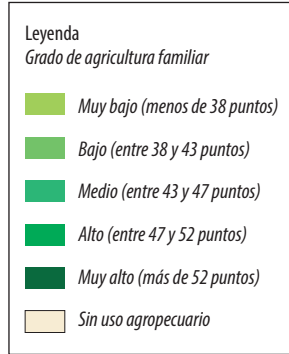 Leyenda
Grado de agricultura familiar
Muy bajo (menos de 38 puntos)
Bajo (entre 38 y 43 puntos)
Medio (entre 43 y 47 puntos)
Alto (entre 47 y 52 puntos)
Muy alto (más de 52 puntos)
Sin uso agropecuario